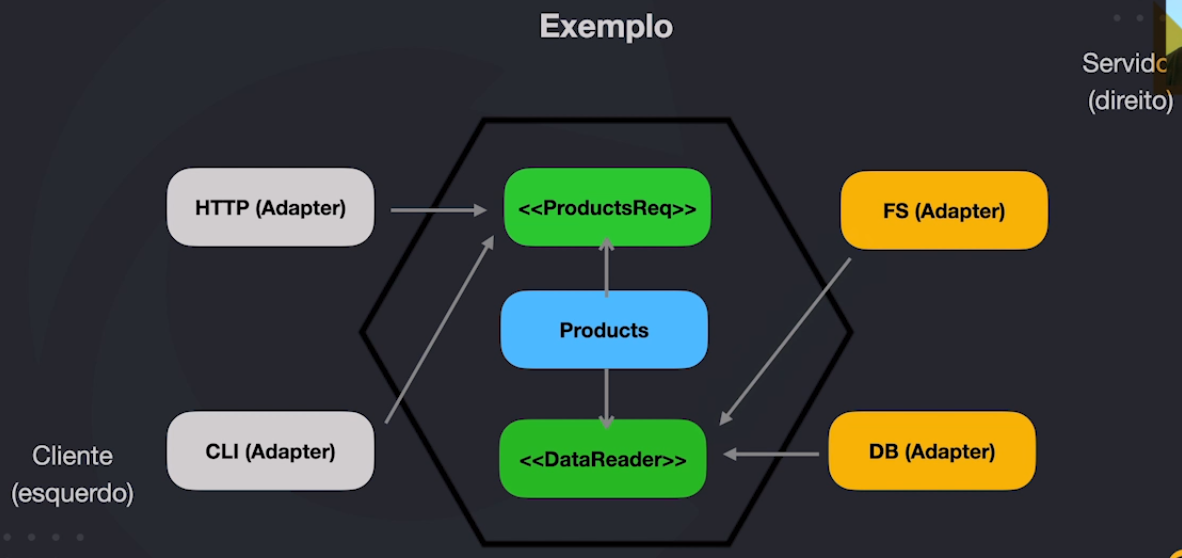 Exemplo
Servido
(direito)
HTTP (Adapter)
<<ProductsReq>>
FS (Adapter)
Products
CLI (Adapter)
<<DataReader>>
DB (Adapter)
Cliente
(esquerdo)